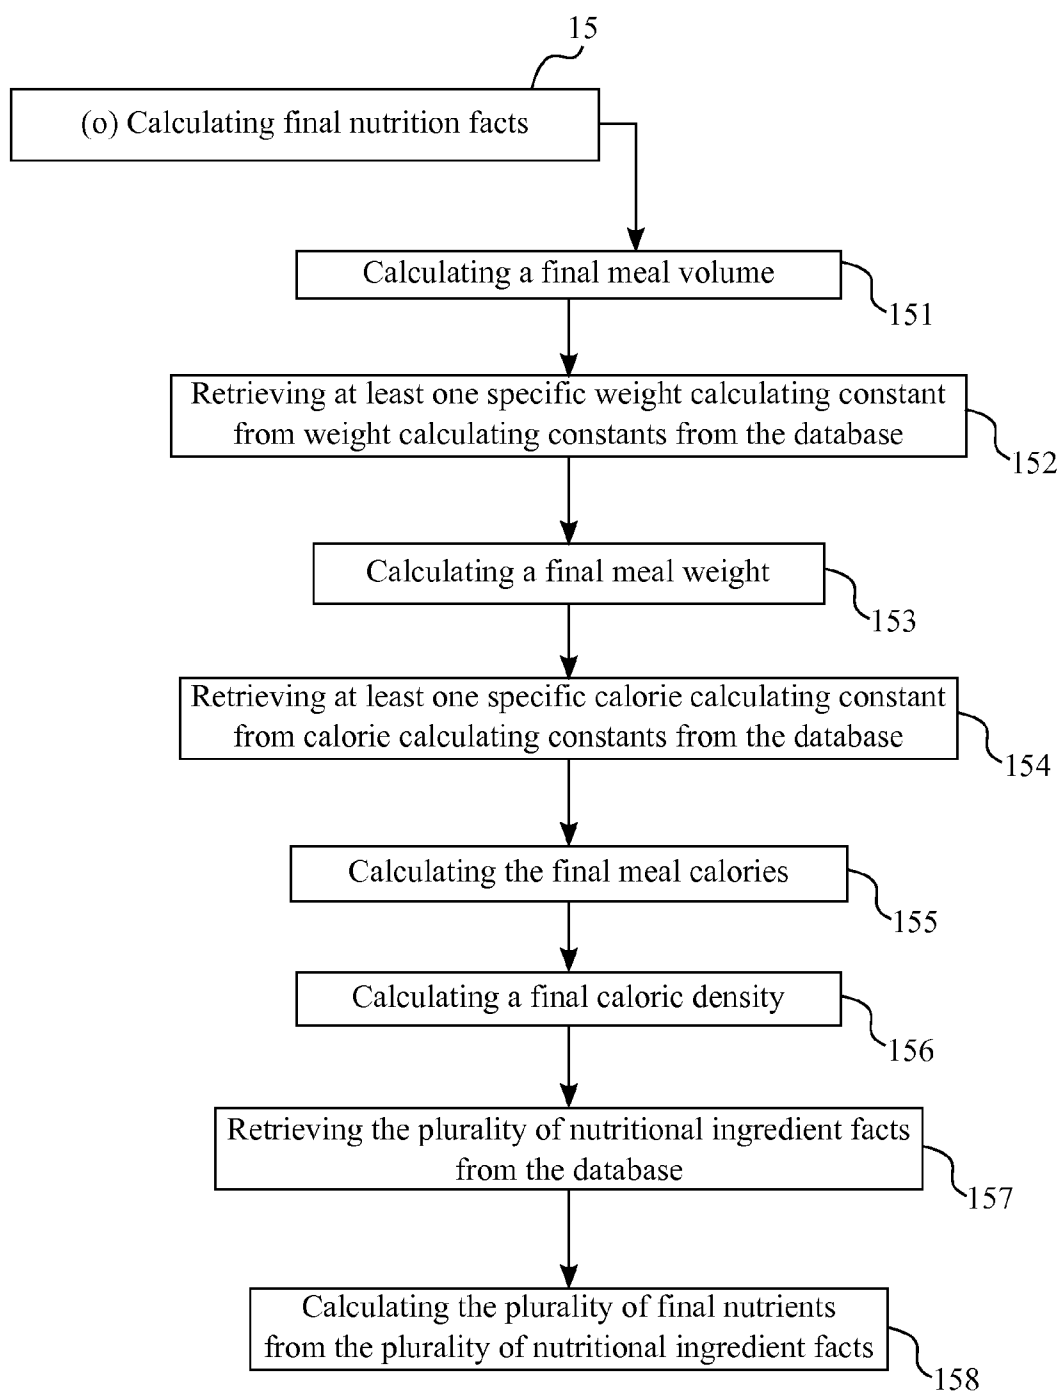 15
(o) Calculating final nutrition facts
Calculating a final meal volume
151
Retrieving at least one specific weight calculating constant
from weight calculating constants from the database
152
Calculating a final meal weight
153
Retrieving at least one specific calorie calculating constant
from calorie calculating constants from the database
154
Calculating the final meal calories
155
Calculating a final caloric density
156
Retrieving the plurality of nutritional ingredient facts
from the database
157
Calculating the plurality of final nutrients
from the plurality of nutritional ingredient facts
158